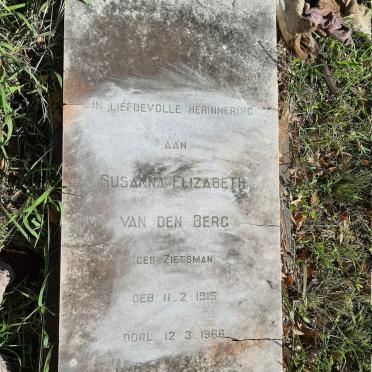 IN LIEFDEVOLLE HERINNERING
AAN
SUSANNA ELIZABETH
VAN DEN BERG
(GEB. ZIETSMAN)
GEB. 11. 2. 1915
OORL. 12. 3. 1966